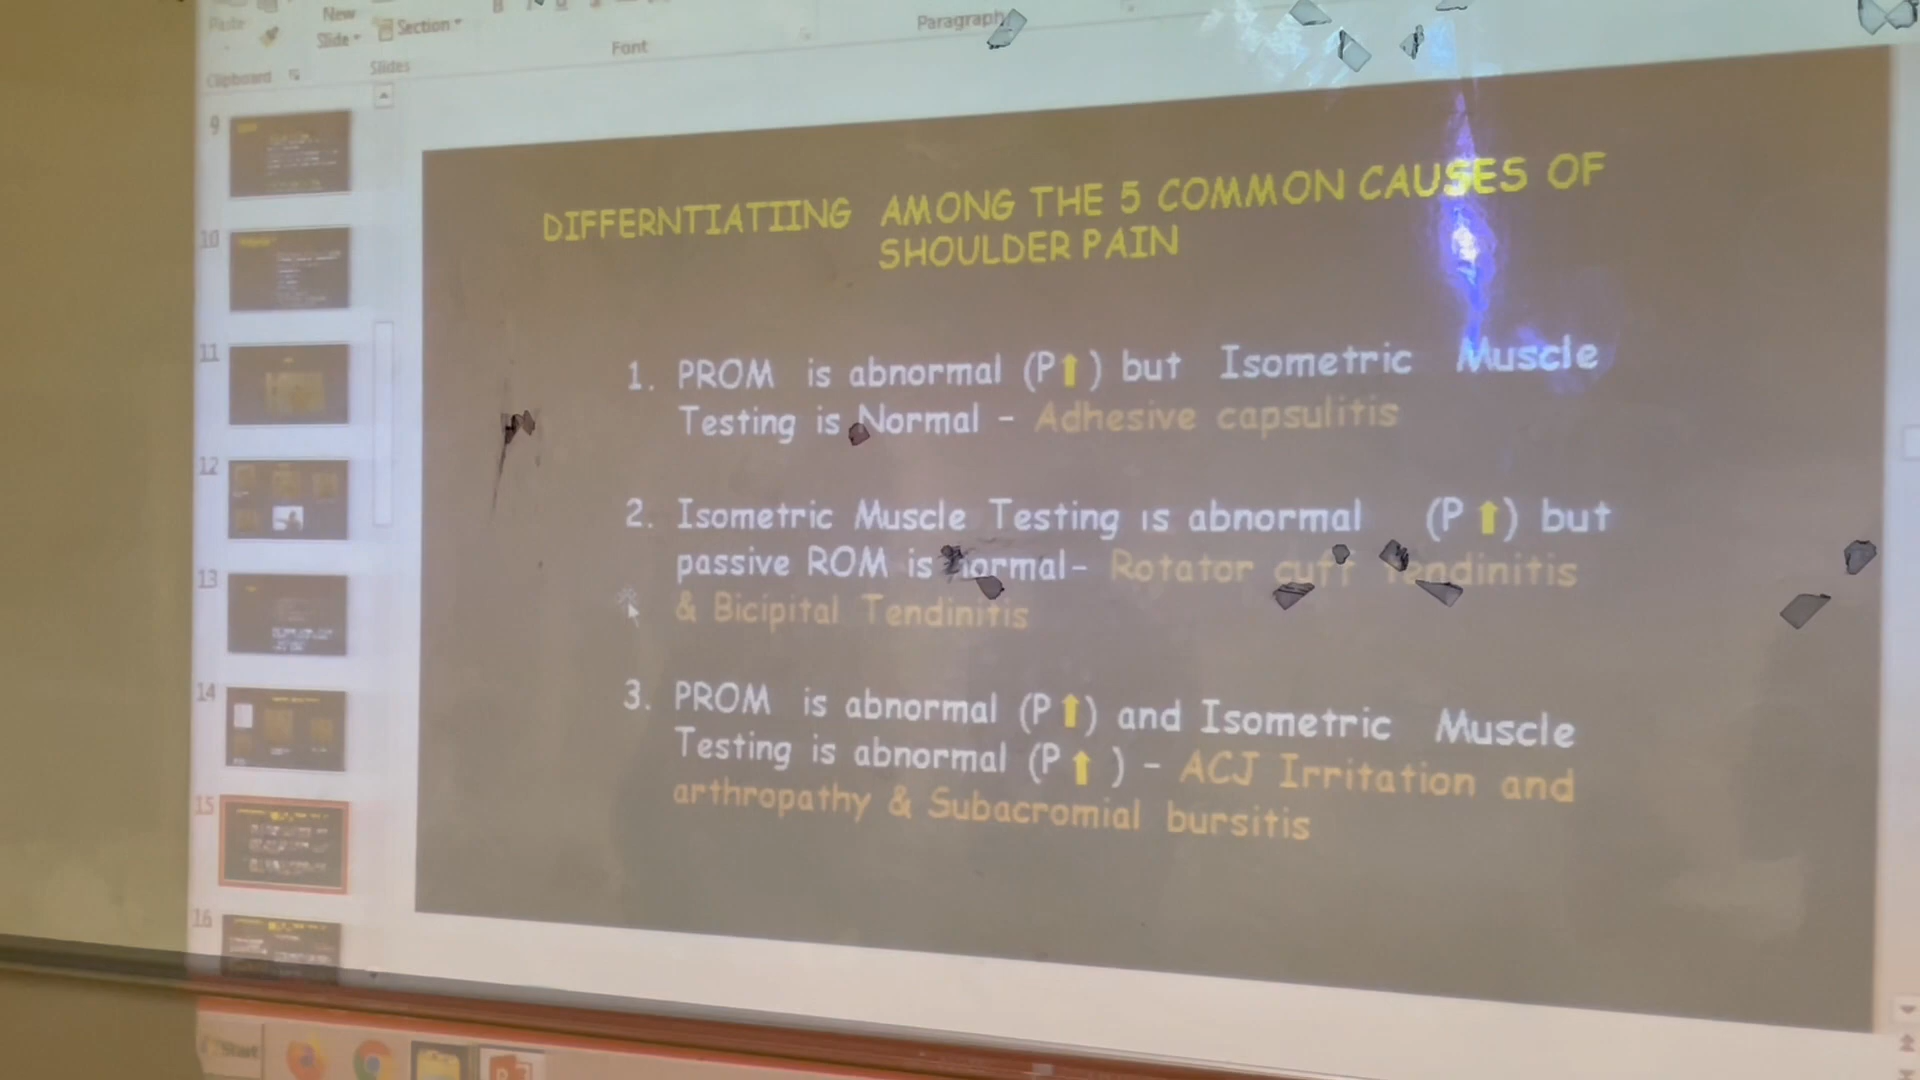 Paste
New
Slide
Section
Clipboard
Slides
Font
Paragraph
9
10
11
12
13
14
15
16
DIFFERNTIATIING AMONG THE 5 COMMON CAUSES OF
SHOULDER PAIN
1. PROM is abnormal (P⬆) but Isometric Muscle
Testing is Normal - Adhesive capsulitis
2. Isometric Muscle Testing is abnormal (P ⬆) but
passive ROM is normal- Rotator cuff Tendinitis
& Bicipital Tendinitis
3. PROM is abnormal (P⬆) and Isometric Muscle
Testing is abnormal (P ⬆ ) - ACJ Irritation and
arthropathy & Subacromial bursitis
Start